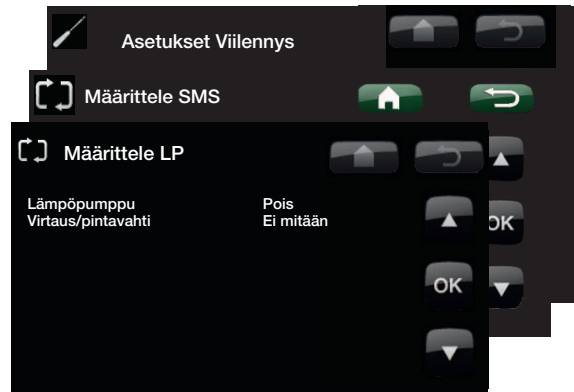 Asetukset Viilennys
Määrittele SMS
Määrittele LP
Lämpöpumppu Pois
Virtaus/pintavahti Ei mitään
OK
OK